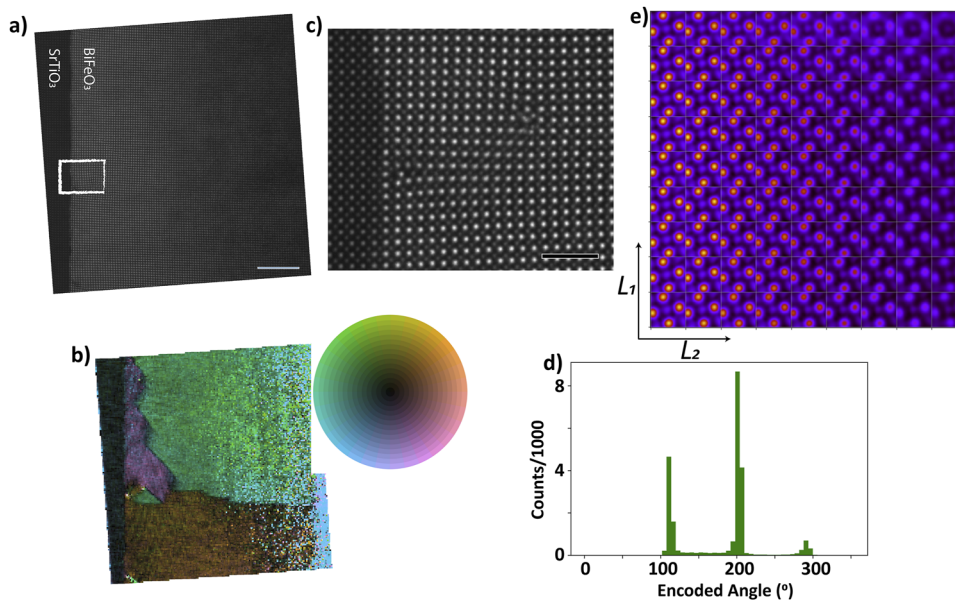 a)
SrTiO₃
BiFeO₃
c)
e)
L₁
L₂
b)
d)
Counts/1000
8
4
0
0
100
200
300
Encoded Angle (º)